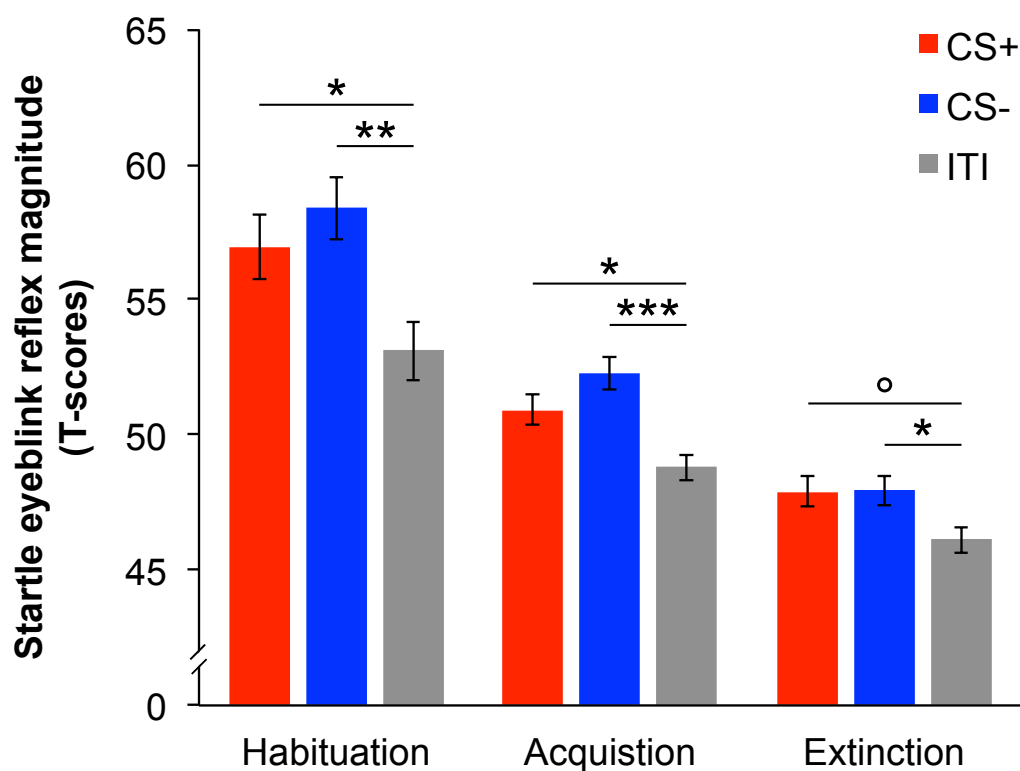 Startle eyeblink reflex magnitude
(T-scores)
65
60
55
50
45
0
CS+
CS-
ITI
*
**
*
***
°
*
Habituation
Acquistion
Extinction